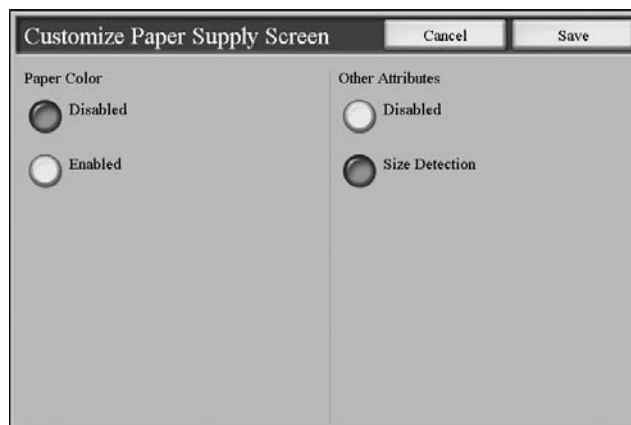 Customize Paper Supply Screen
Cancel
Save
Paper Color
Disabled
Enabled
Other Attributes
Disabled
Size Detection